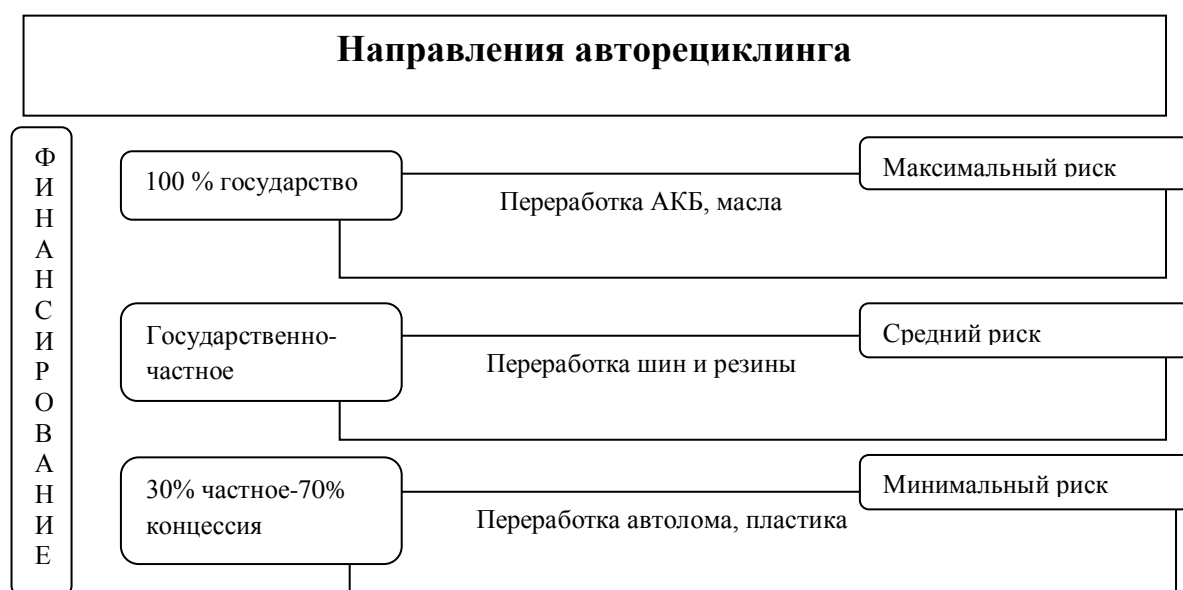 Направления авторециклинга
ФИНАНСИРОВАНИЕ
100 % государство
Переработка АКБ, масла
Максимальный риск
Государственно-
частное
Переработка шин и резины
Средний риск
30% частное-70%
концессия
Переработка автолома, пластика
Минимальный риск